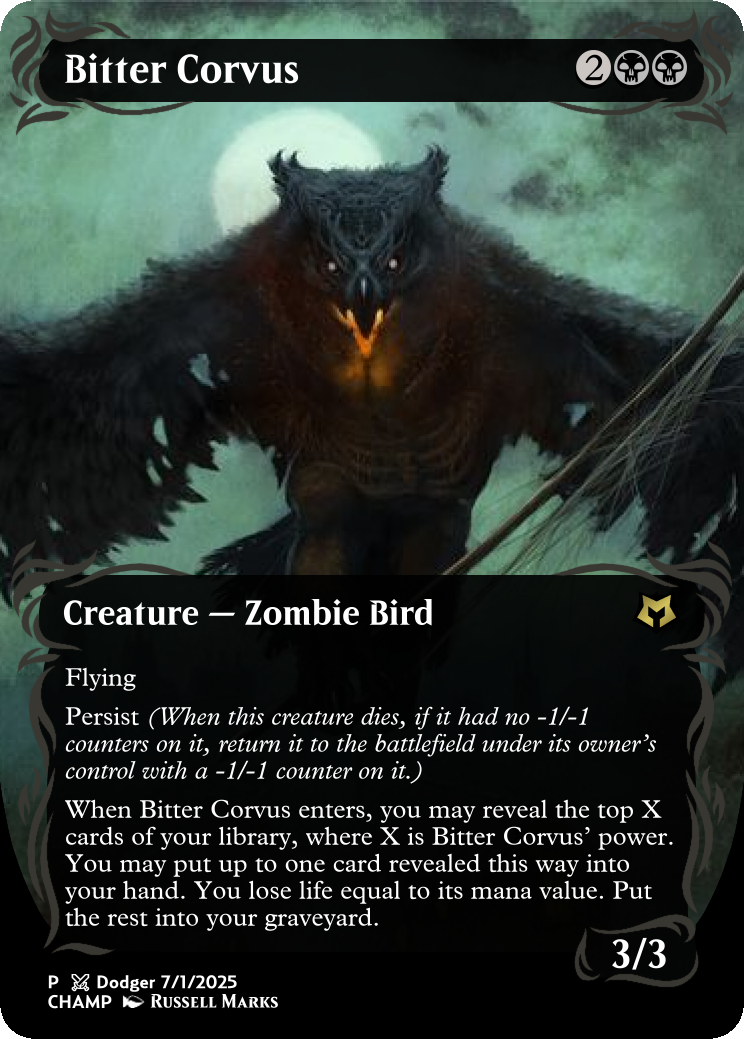 Bitter Corvus 2
Creature — Zombie Bird
Flying
Persist (When this creature dies, if it had no -1/-1
counters on it, return it to the battlefield under its owner's
control with a -1/-1 counter on it.)
When Bitter Corvus enters, you may reveal the top X
cards of your library, where X is Bitter Corvus' power.
You may put up to one card revealed this way into
your hand. You lose life equal to its mana value. Put
the rest into your graveyard.
3/3
P Dodger 7/1/2025
CHAMP Russell Marks